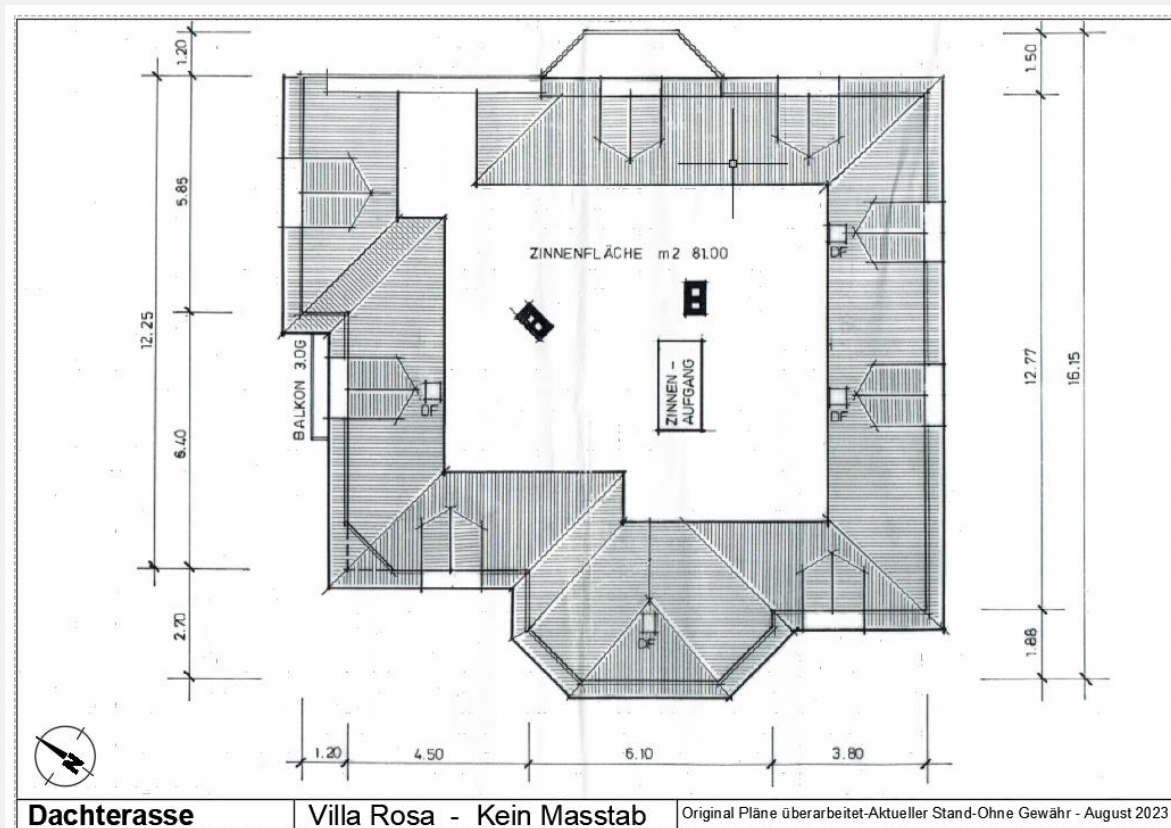 1.20
1.50
5.85
12.25
ZINNENFLÄCHE m2 81.00
DF
BALKON 3.OG
12.77
16.15
ZINNEN -
AUFGANG
DF
DF
6.40
2.70
DF
1.88
1.20 4.50 6.10 3.80
N
Dachterasse
Villa Rosa - Kein Masstab
Original Pläne überarbeitet-Aktueller Stand-Ohne Gewähr - August 2023